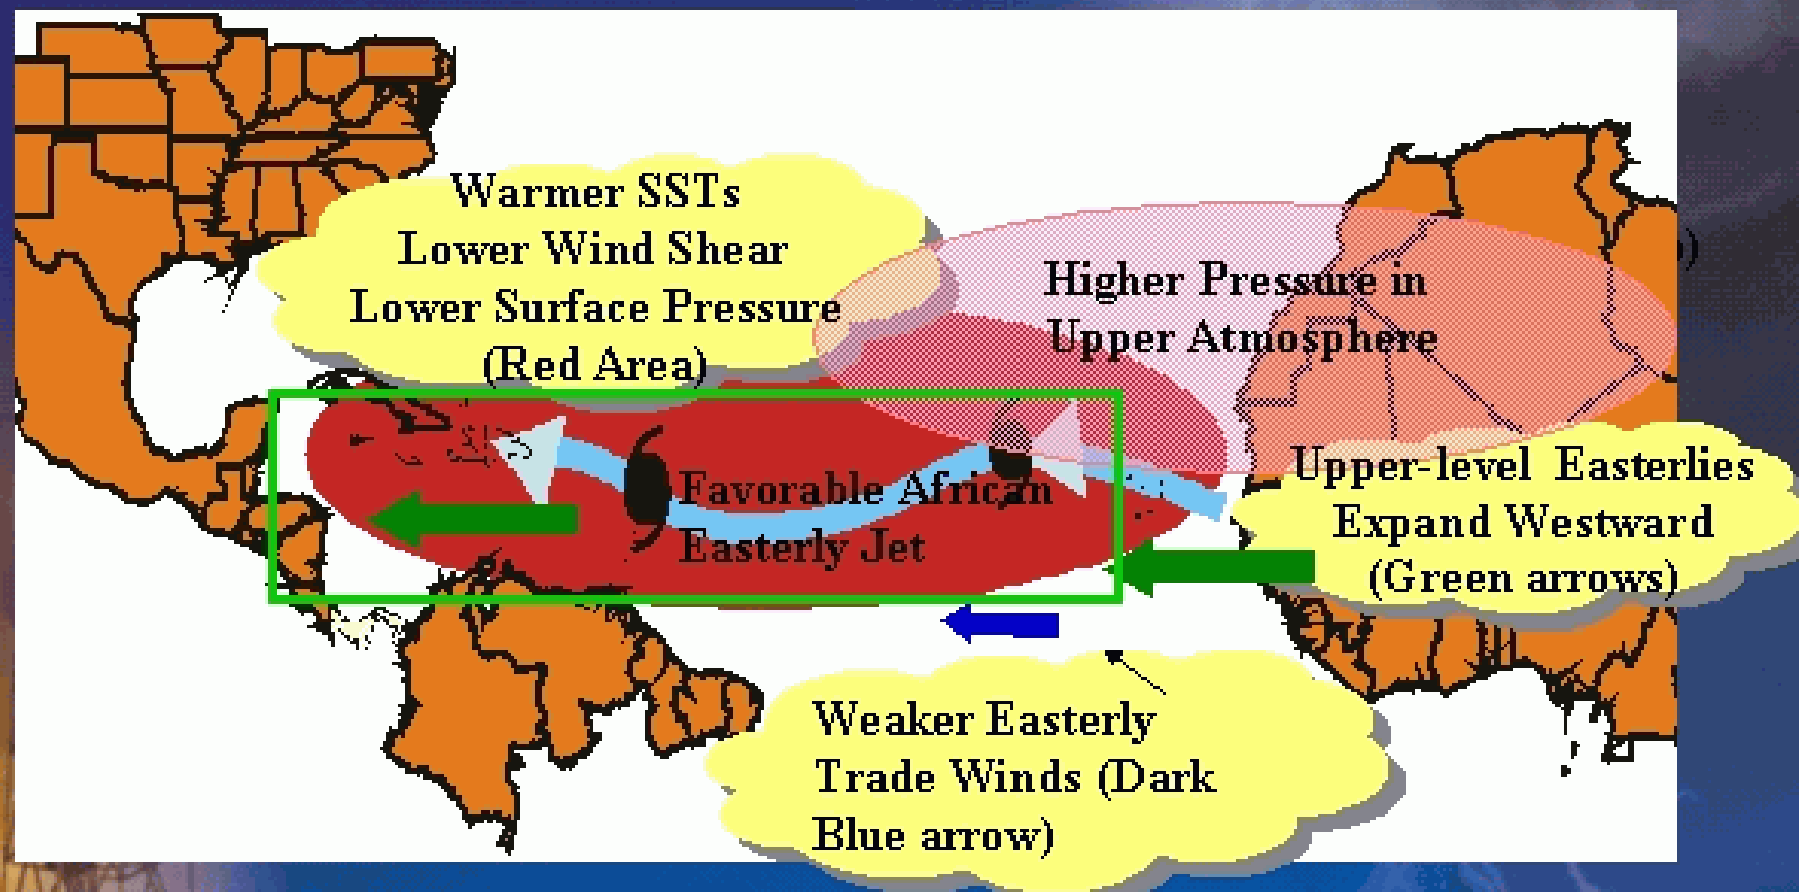 Warmer SSTs
Lower Wind Shear
Lower Surface Pressure
(Red Area)
Higher Pressure in
Upper Atmosphere
Favorable African
Easterly Jet
Upper-level Easterlies
Expand Westward
(Green arrows)
Weaker Easterly
Trade Winds (Dark
Blue arrow)